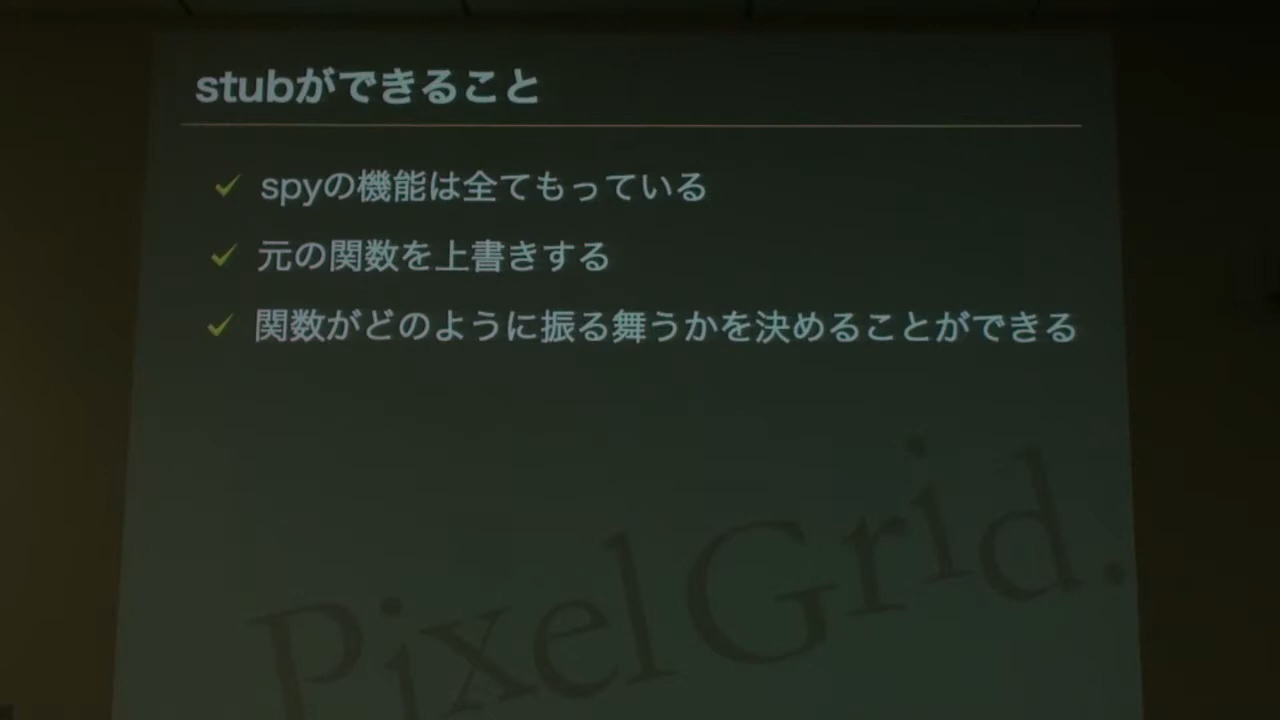 stubができること
spyの機能は全てもっている
元の関数を上書きする
関数がどのように振る舞うかを決めることができる
PixelGrid.